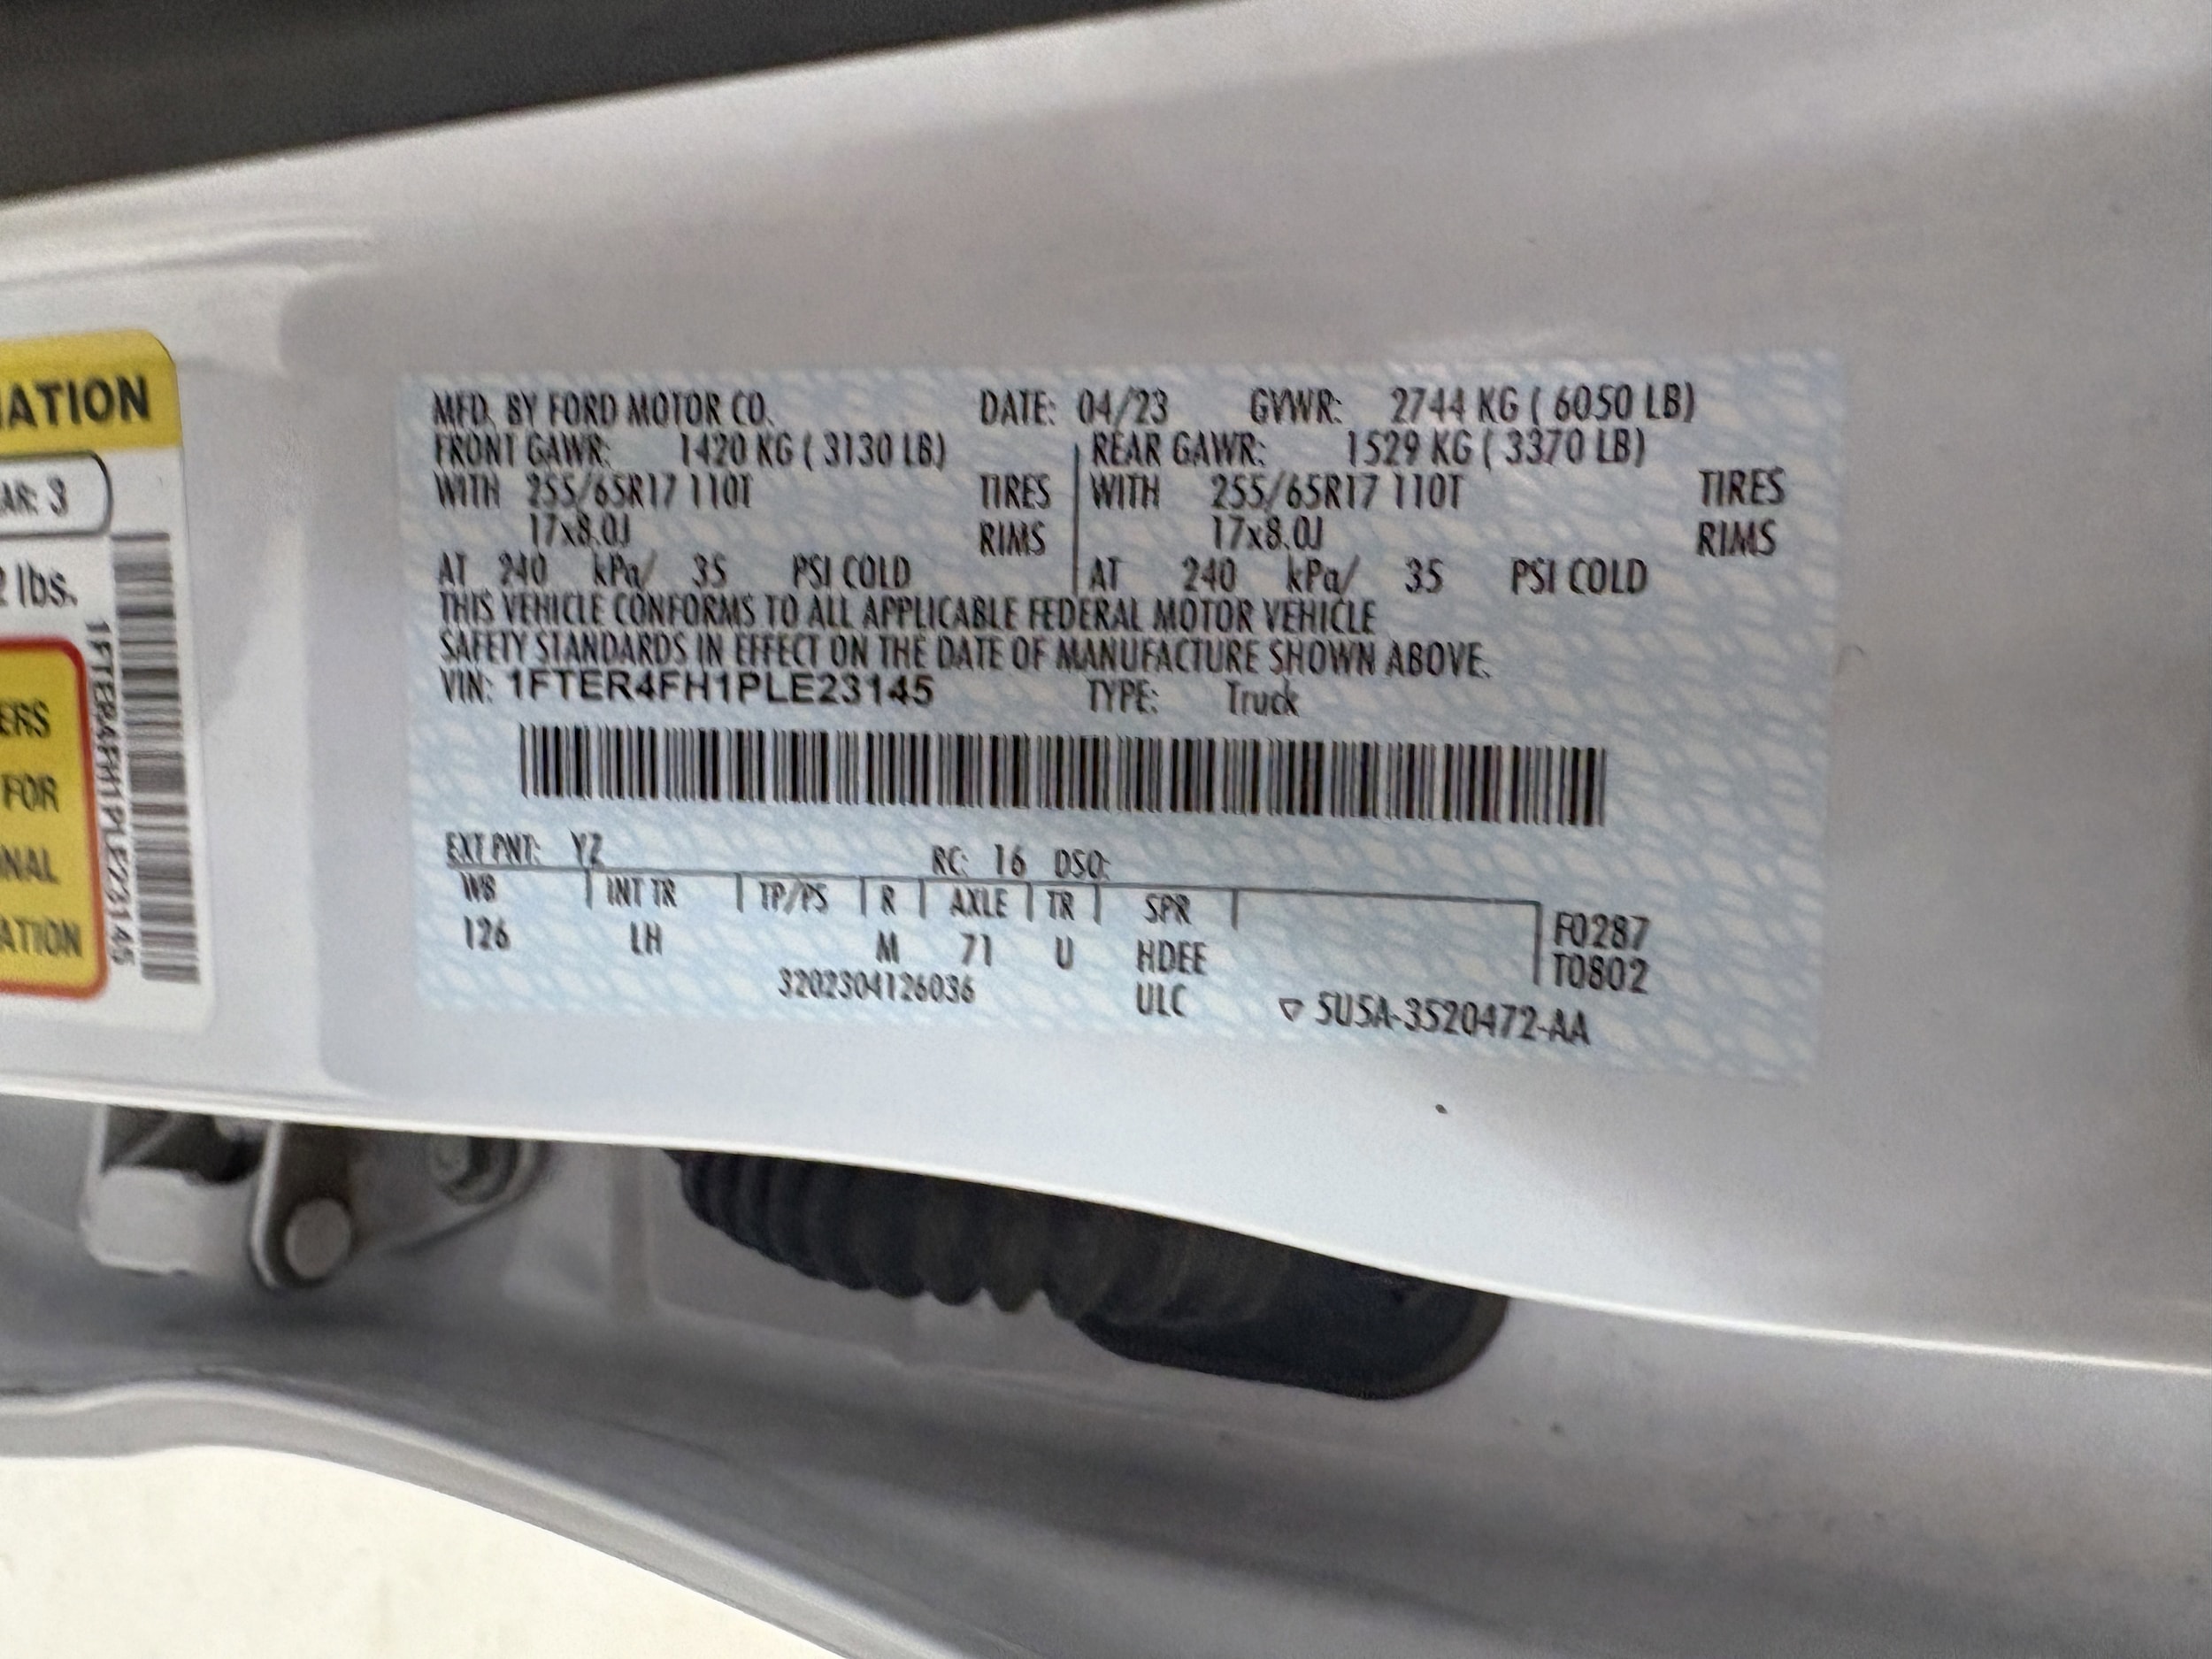 MFD. BY FORD MOTOR CO. DATE: 04/23 GVWR: 2744 KG ( 6050 LB)
FRONT GAWR: 1420 KG ( 3130 LB) REAR GAWR: 1529 KG ( 3370 LB)
WITH 255/65R17 110T TIRES WITH 255/65R17 110T TIRES
17x8.0J RIMS 17x8.0J RIMS
AT 240 kPa/ 35 PSI COLD AT 240 kPa/ 35 PSI COLD
THIS VEHICLE CONFORMS TO ALL APPLICABLE FEDERAL MOTOR VEHICLE
SAFETY STANDARDS IN EFFECT ON THE DATE OF MANUFACTURE SHOWN ABOVE.
VIN: 1FTER4FH1PLE23145 TYPE: Truck
EXT PNT: YZ RC: 16 DSO:
WB INT TR TP/PS R AXLE TR SPR
126 LH M 71 U HDEE F0287
T0802
3202304126036 ULC ▽ 5U5A-3520472-AA
ATION
AR: 3
2 lbs.
1FTER4FH1PLE23145
ERS
FOR
NAL
ATION